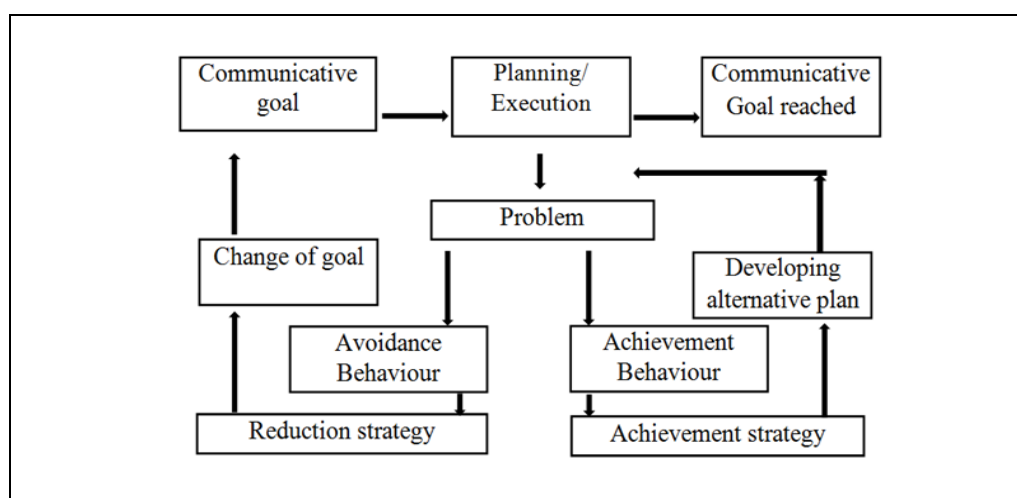 Communicative
goal
Planning/
Execution
Communicative
Goal reached
Problem
Change of goal
Developing
alternative plan
Avoidance
Behaviour
Achievement
Behaviour
Reduction strategy
Achievement strategy